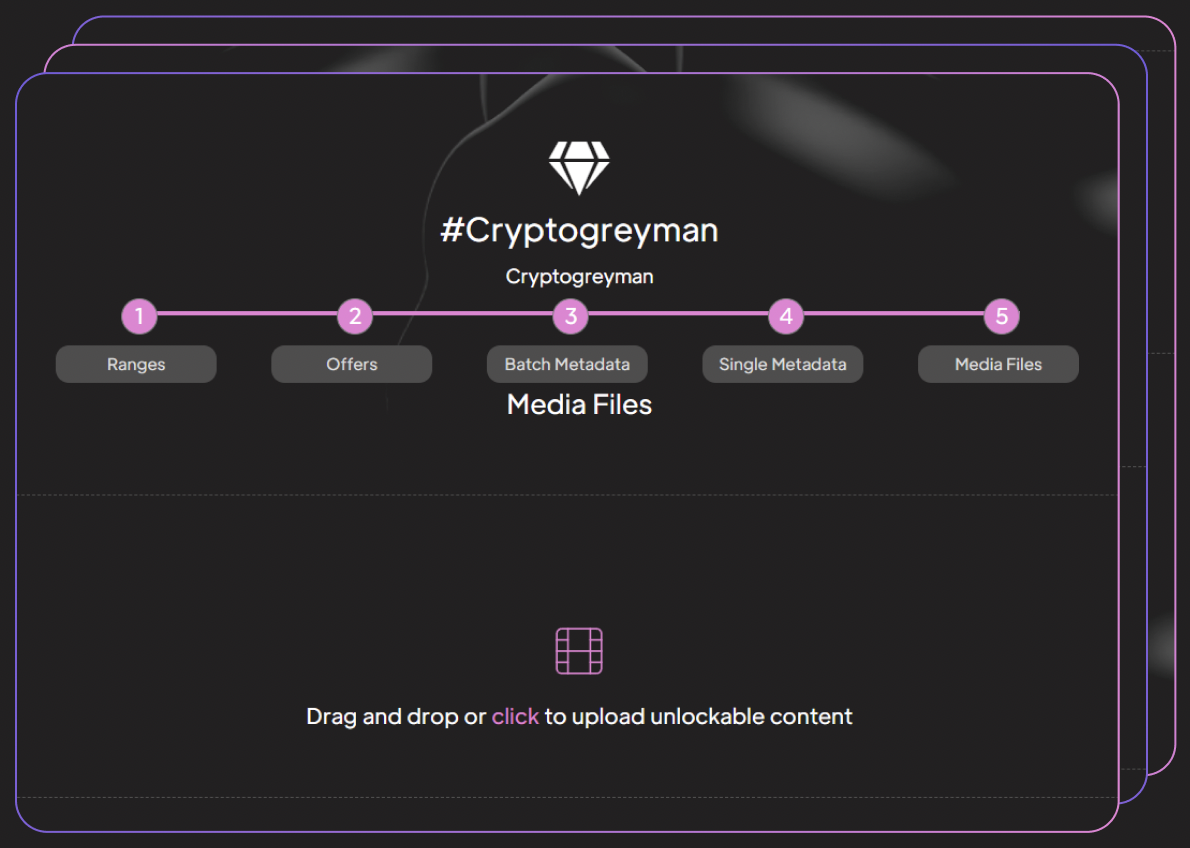 #Cryptogreyman
Cryptogreyman
1 2 3 4 5
Ranges Offers Batch Metadata Single Metadata Media Files
Media Files
Drag and drop or click to upload unlockable content